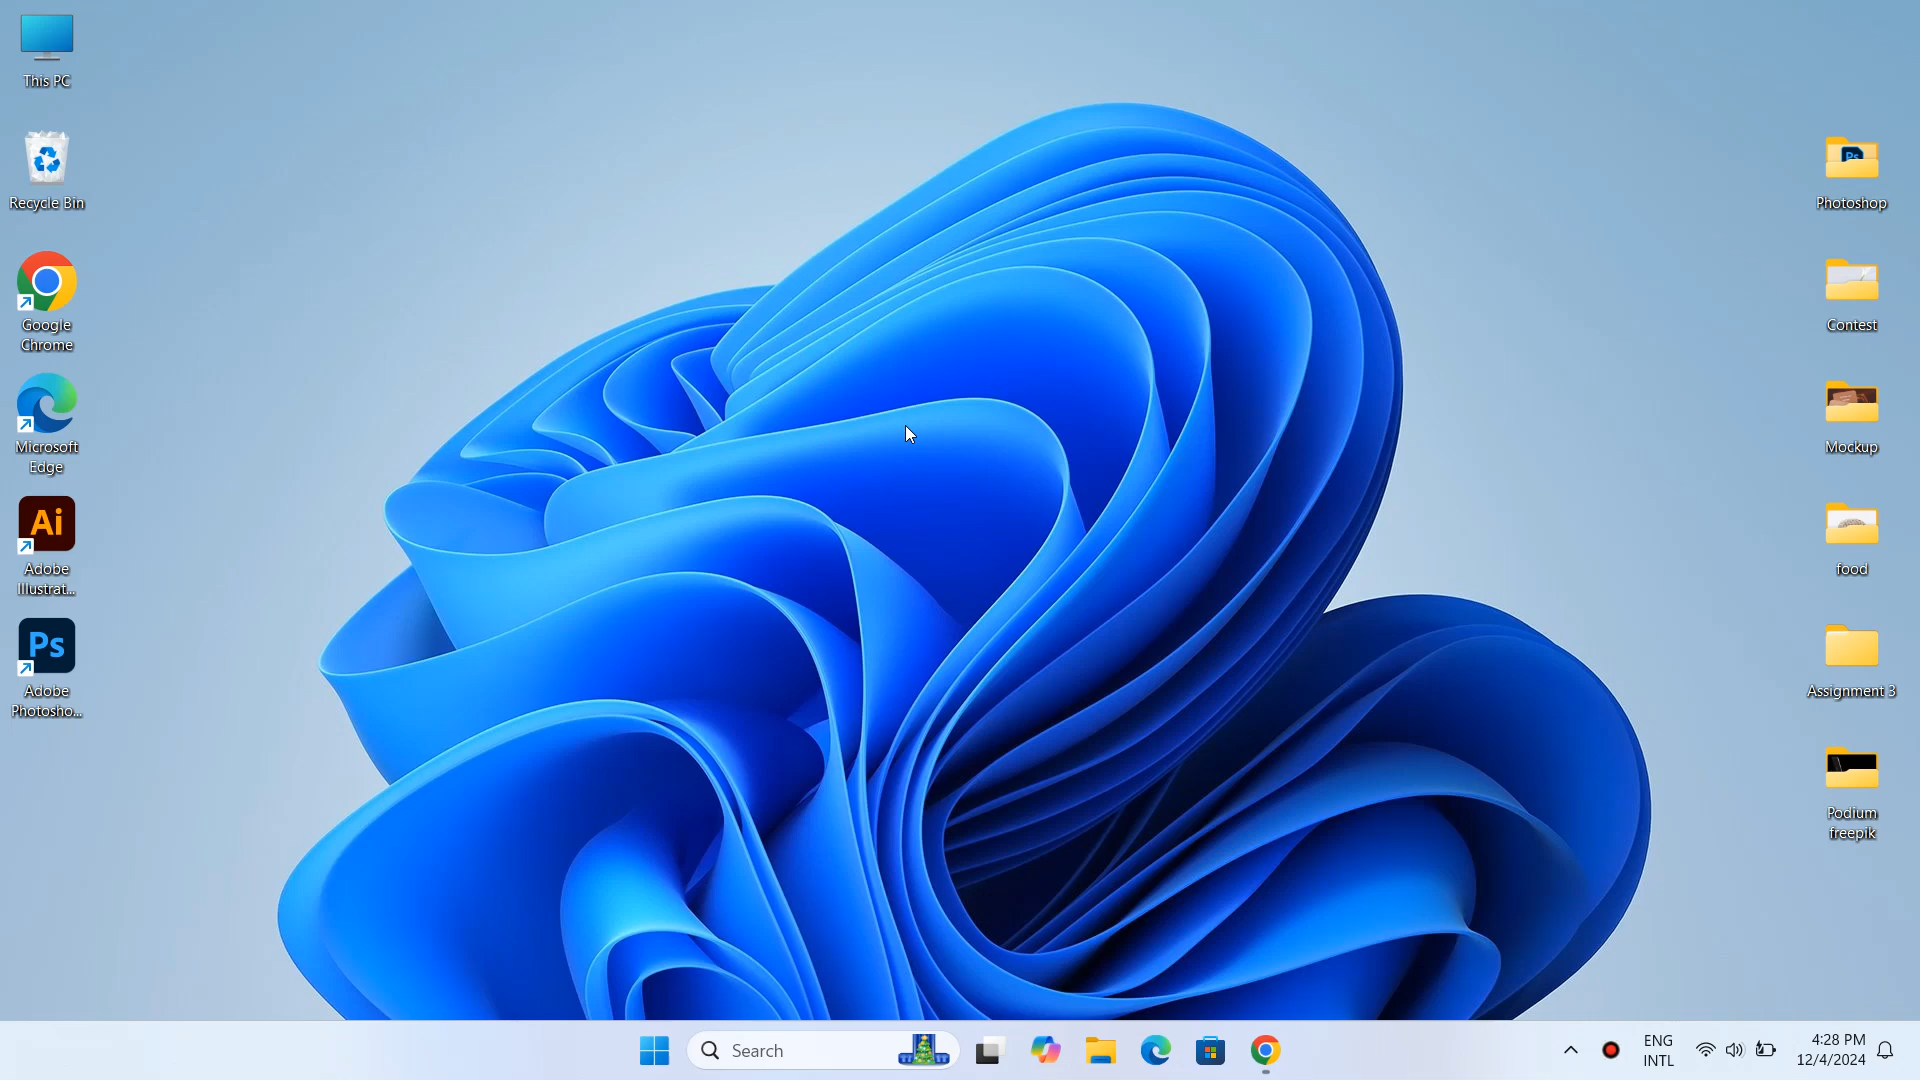 This PC
Recycle Bin
Google
Chrome
Microsoft
Edge
Ai
Adobe
Illustrat...
Ps
Adobe
Photosho...
Ps
Photoshop
Contest
Mockup
food
Assignment 3
Podium
freepik
Search
ENG
INTL
4:28 PM
12/4/2024